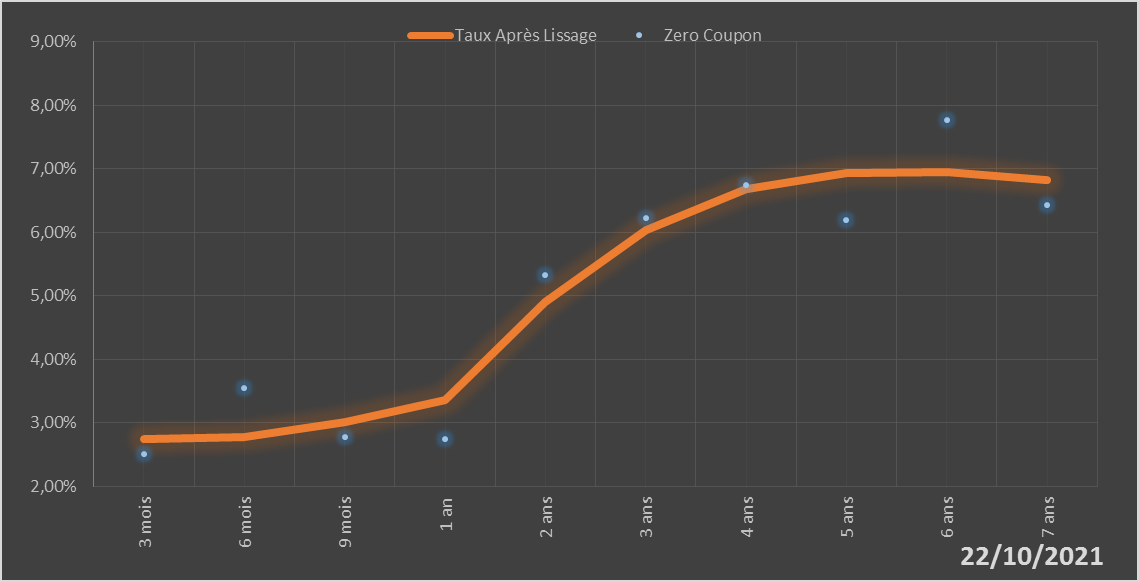 Taux Après Lissage
Zero Coupon
9,00%
8,00%
7,00%
6,00%
5,00%
4,00%
3,00%
2,00%
3 mois
6 mois
9 mois
1 an
2 ans
3 ans
4 ans
5 ans
6 ans
7 ans
22/10/2021